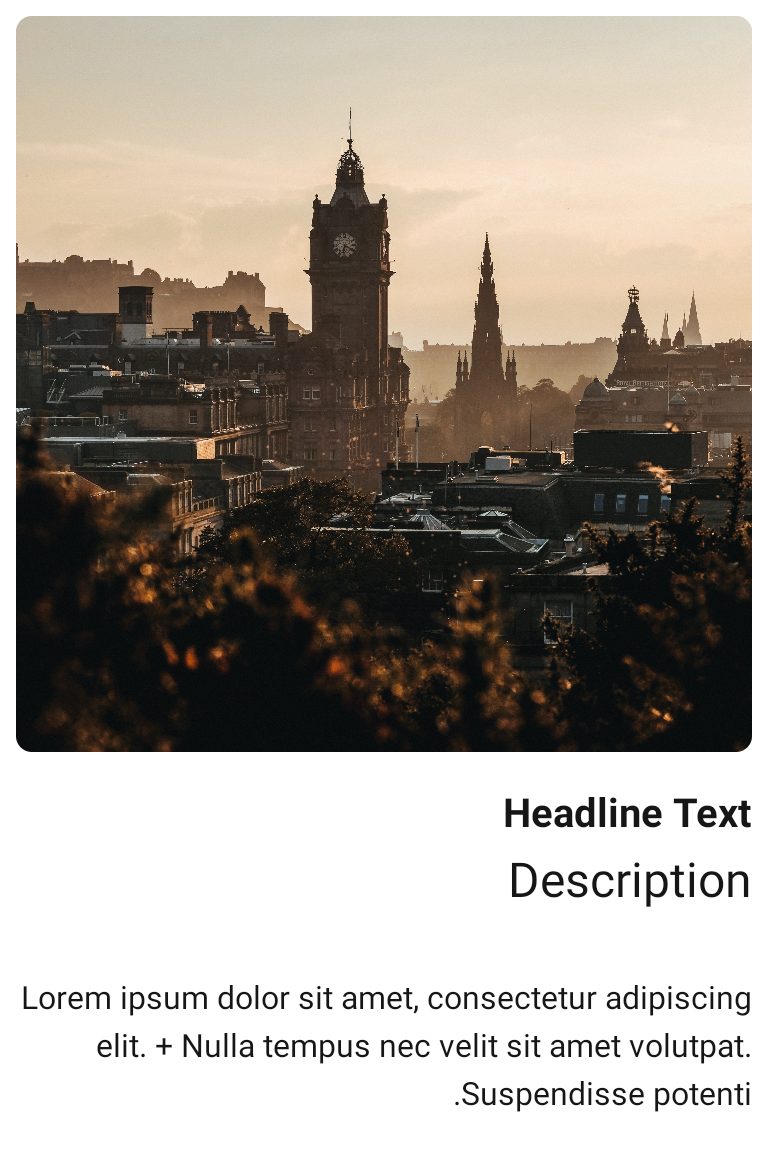 Headline Text
Description
Lorem ipsum dolor sit amet, consectetur adipiscing
elit. + Nulla tempus nec velit sit amet volutpat.
.Suspendisse potenti